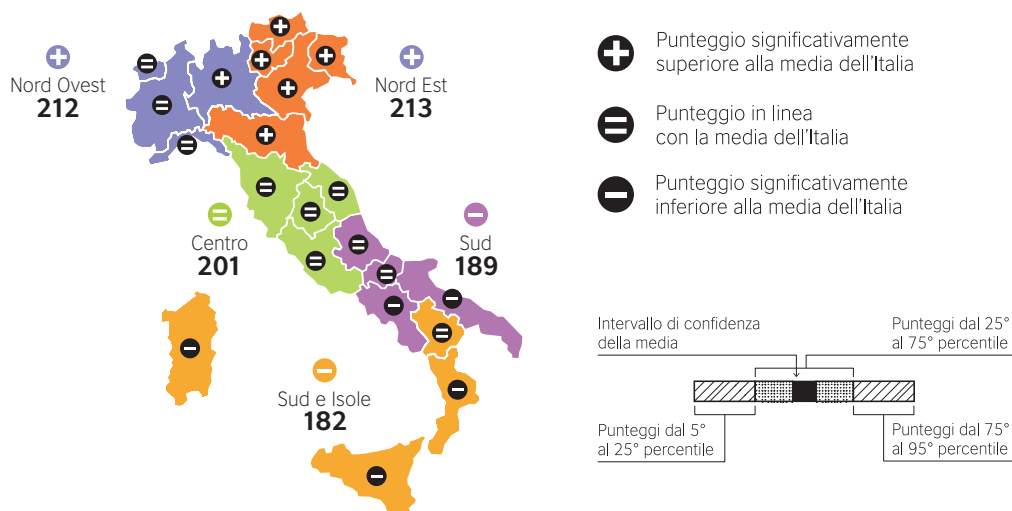 Nord Ovest
212
Nord Est
213
Centro
201
Sud
189
Sud e Isole
182
Punteggio significativamente
superiore alla media dell'Italia
Punteggio in linea
con la media dell'Italia
Punteggio significativamente
inferiore alla media dell'Italia
Intervallo di confidenza
della media
Punteggi dal 25°
al 75° percentile
Punteggi dal 5°
al 25° percentile
Punteggi dal 75°
al 95° percentile